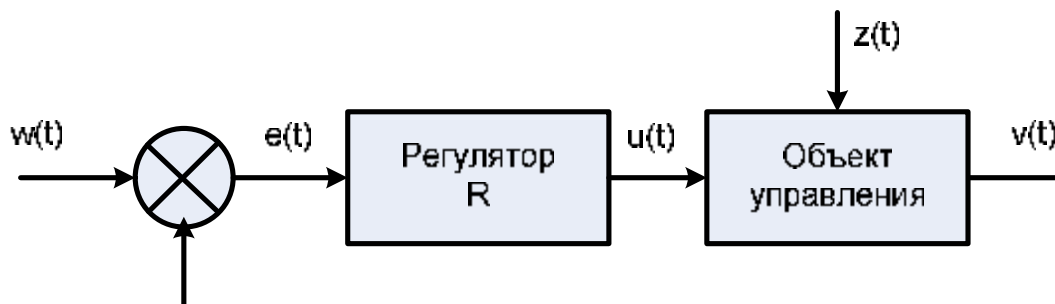 z(t)
w(t)
e(t)
Регулятор
R
u(t)
Объект
управления
v(t)